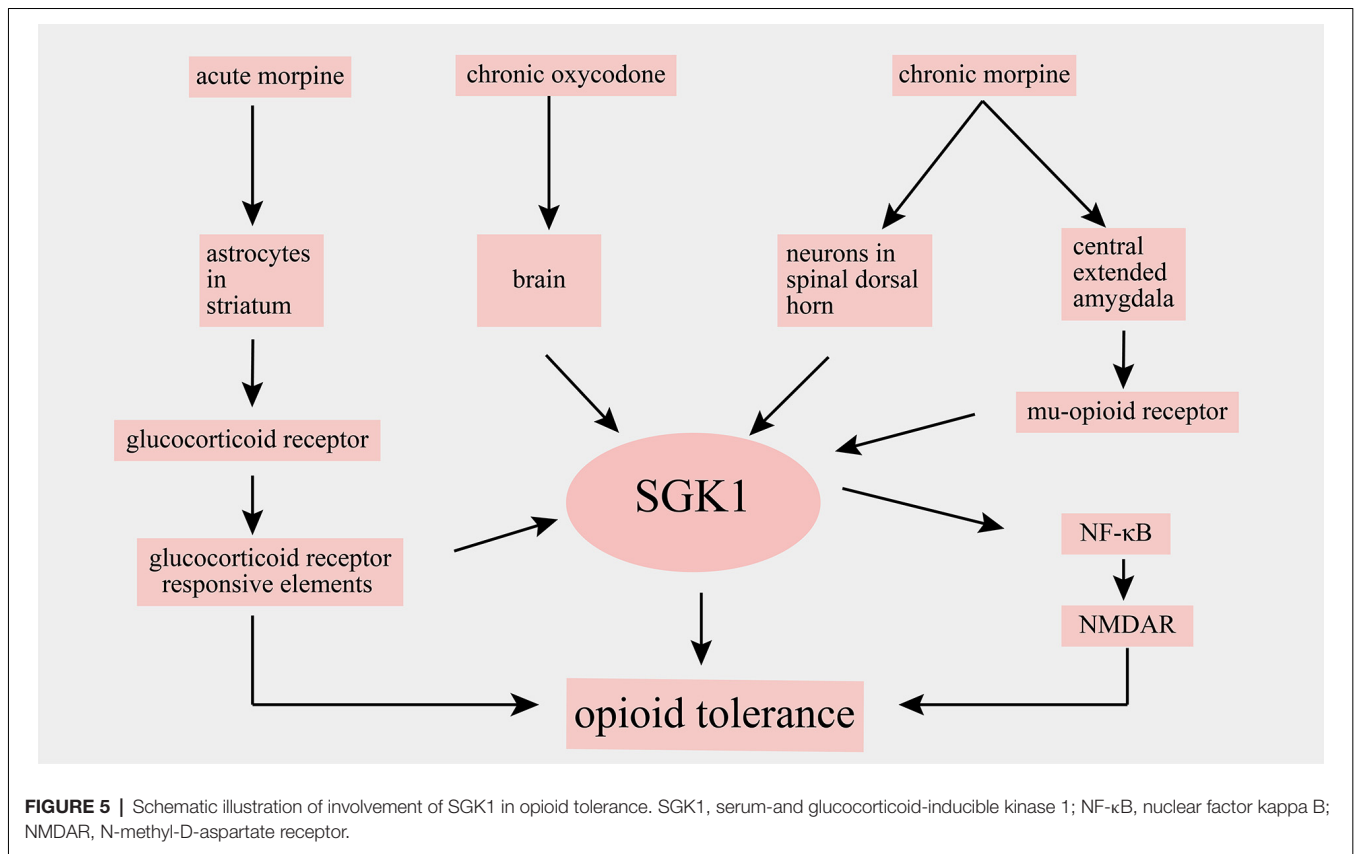 acute morpine
chronic oxycodone
chronic morpine
astrocytes
in
striatum
brain
neurons in
spinal dorsal
horn
central
extended
amygdala
glucocorticoid receptor
mu-opioid receptor
SGK1
glucocorticoid receptor
responsive elements
NF-κB
NMDAR
opioid tolerance
FIGURE 5 | Schematic illustration of involvement of SGK1 in opioid tolerance. SGK1, serum-and glucocorticoid-inducible kinase 1; NF-κB, nuclear factor kappa B;
NMDAR, N-methyl-D-aspartate receptor.